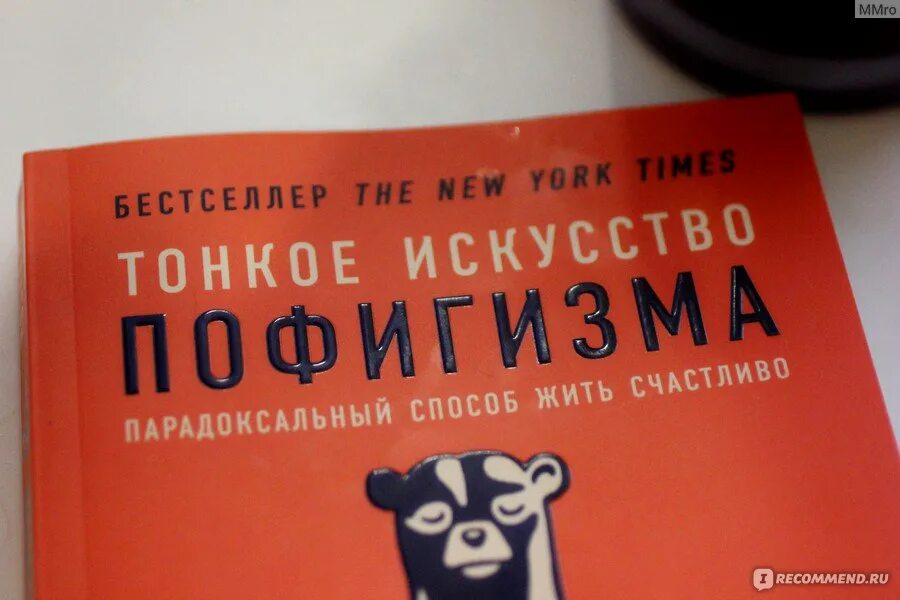 MMro
БЕСТСЕЛЛЕР THE NEW YORK TIMES
ТОНКОЕ ИСКУССТВО
ПОФИГИЗМА
ПАРАДОКСАЛЬНЫЙ СПОСОБ ЖИТЬ СЧАСТЛИВО
I RECOMMEND.RU